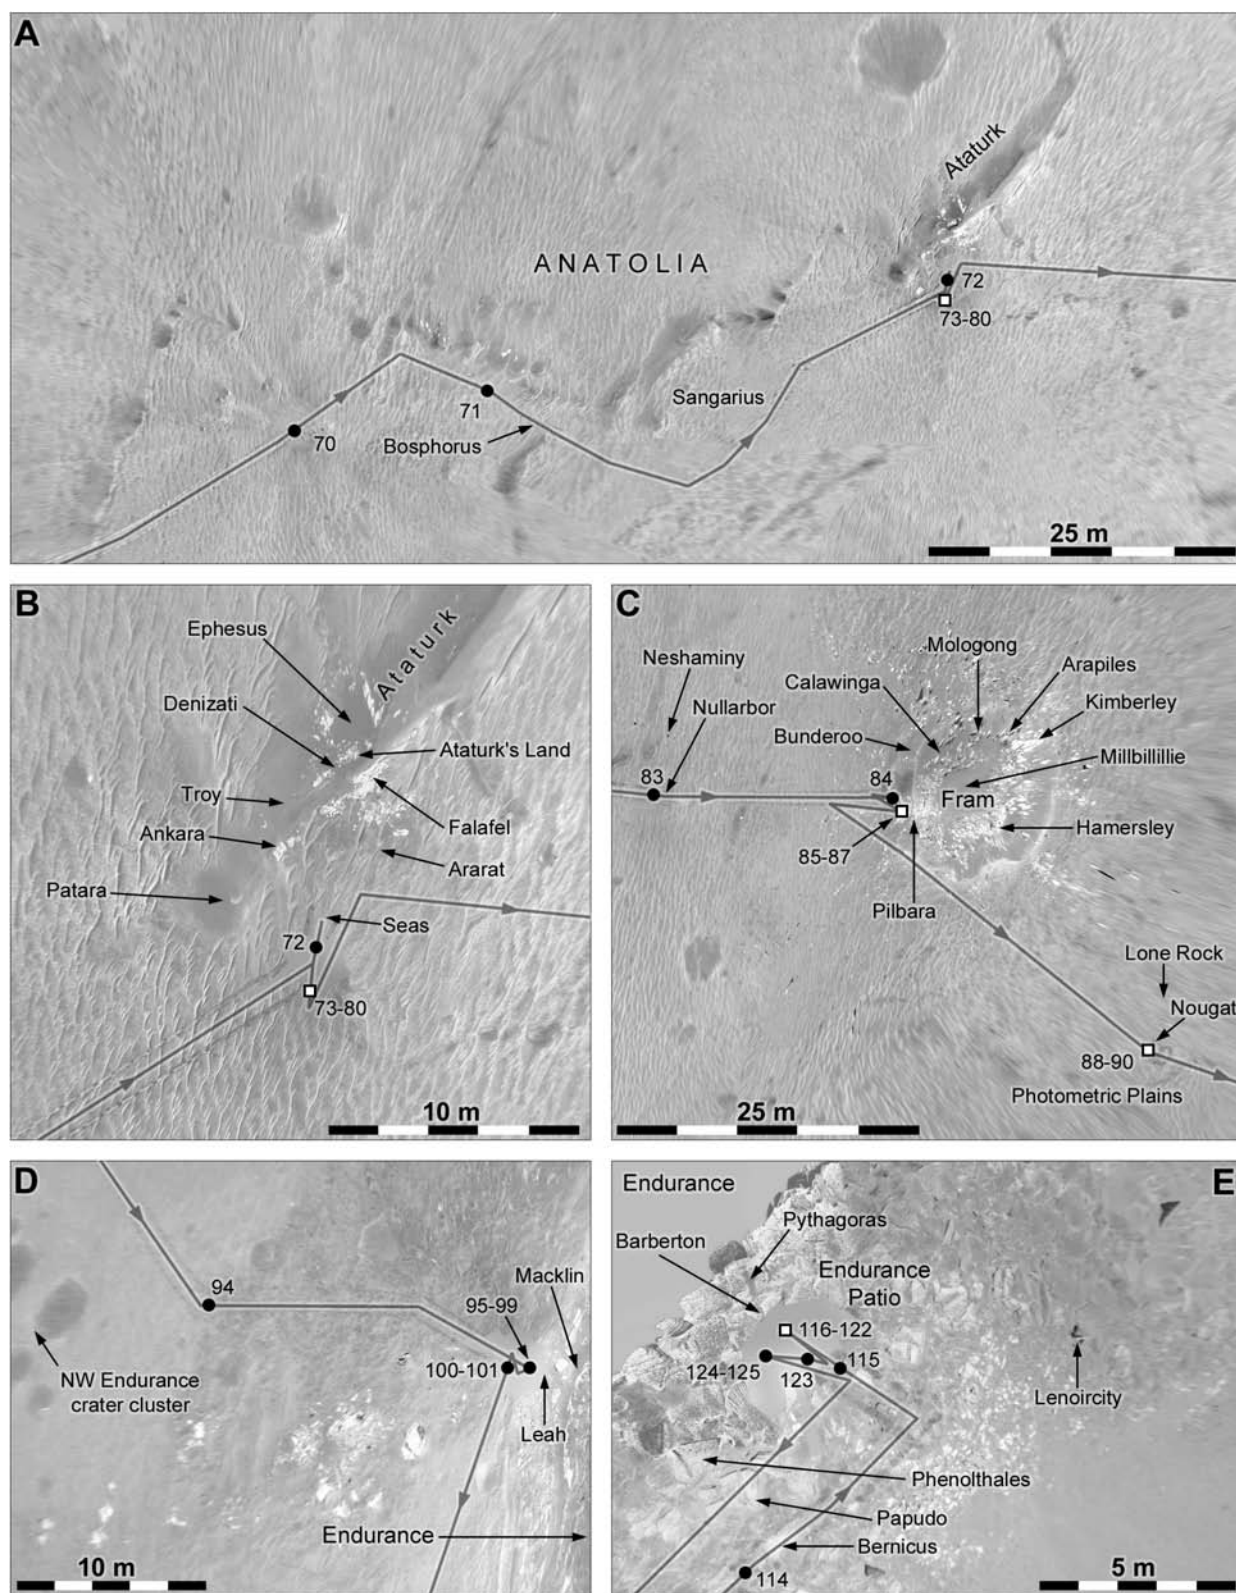 A
Ataturk
ANATOLIA
72
73-80
Sangarius
71
70
Bosphorus
25 m
B
Ephesus
Ataturk
Denizati
Ataturk's Land
Troy
Falafel
Ankara
Ararat
Patara
Seas
72
73-80
10 m
C
Mologong
Neshaminy
Arapiles
Calawinga
Kimberley
Nullarbor
Bunderoo
Millbillillie
83
84
Fram
Hamersley
85-87
Pilbara
Lone Rock
Nougat
88-90
Photometric Plains
25 m
D
94
Macklin
95-99
100-101
NW Endurance
crater cluster
Leah
Endurance
10 m
E
Endurance
Pythagoras
Barberton
Endurance
Patio
116-122
124-125
115
123
Lenoircity
Phenolthales
Papudo
Bernicus
114
5 m